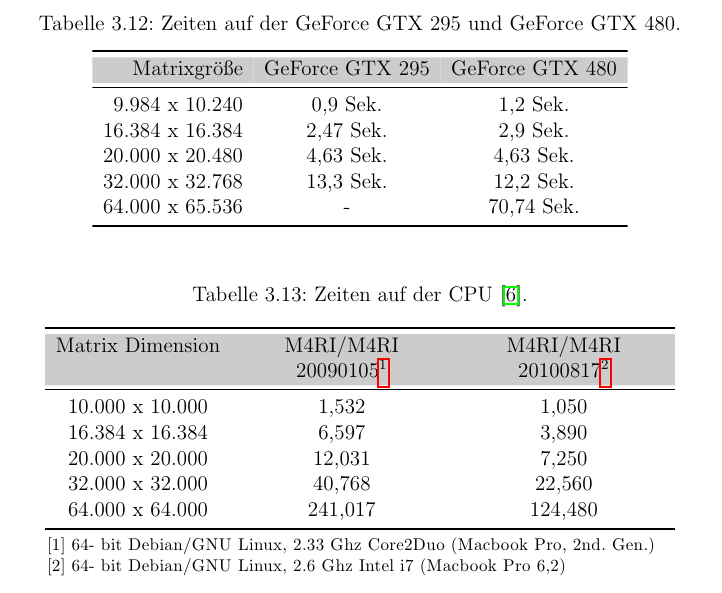 Tabelle 3.12: Zeiten auf der GeForce GTX 295 und GeForce GTX 480.
Matrixgröße GeForce GTX 295 GeForce GTX 480
9.984 x 10.240 0,9 Sek. 1,2 Sek.
16.384 x 16.384 2,47 Sek. 2,9 Sek.
20.000 x 20.480 4,63 Sek. 4,63 Sek.
32.000 x 32.768 13,3 Sek. 12,2 Sek.
64.000 x 65.536 - 70,74 Sek.
Tabelle 3.13: Zeiten auf der CPU [6].
Matrix Dimension M4RI/M4RI M4RI/M4RI
20090105¹ 20100817²
10.000 x 10.000 1,532 1,050
16.384 x 16.384 6,597 3,890
20.000 x 20.000 12,031 7,250
32.000 x 32.000 40,768 22,560
64.000 x 64.000 241,017 124,480
[1] 64- bit Debian/GNU Linux, 2.33 Ghz Core2Duo (Macbook Pro, 2nd. Gen.)
[2] 64- bit Debian/GNU Linux, 2.6 Ghz Intel i7 (Macbook Pro 6,2)